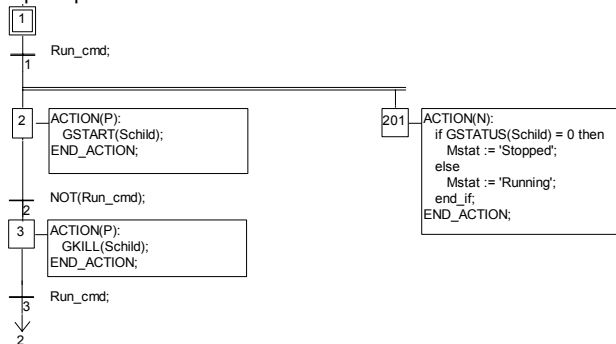 1
Run_cmd;
1
2
ACTION(P):
GSTART(Schild);
END_ACTION;
201
ACTION(N):
if GSTATUS(Schild) = 0 then
Mstat := 'Stopped';
else
Mstat := 'Running';
end_if;
END_ACTION;
NOT(Run_cmd);
2
3
ACTION(P):
GKILL(Schild);
END_ACTION;
Run_cmd;
3
2